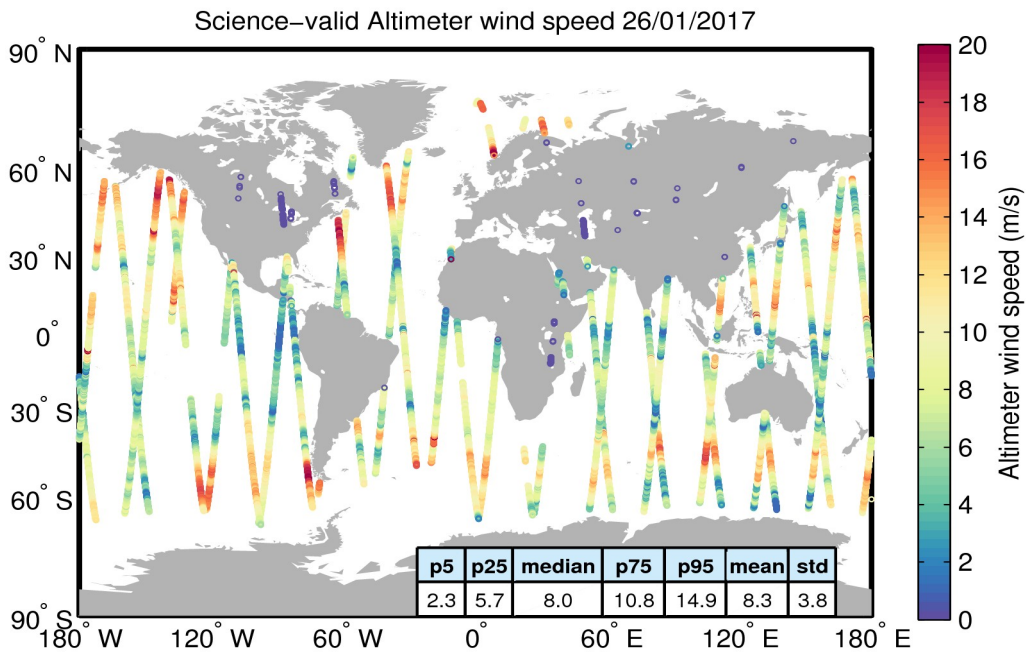 Science−valid Altimeter wind speed 26/01/2017
90° N
60° N
30° N
0°
30° S
60° S
90° S
180° W
120° W
60° W
0°
60° E
120° E
180° E
p5 p25 median p75 p95 mean std
2.3 5.7 8.0 10.8 14.9 8.3 3.8
20
18
16
14
12
10
8
6
4
2
0
Altimeter wind speed (m/s)